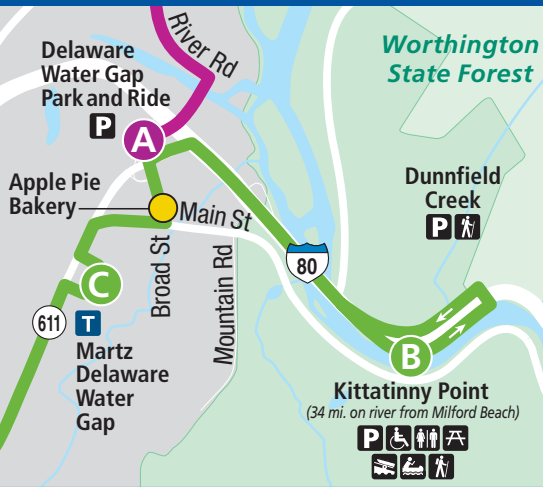 River Rd
Worthington
State Forest
Delaware
Water Gap
Park and Ride
P
A
Apple Pie
Bakery
Main St
Dunnfield
Creek
P
80
C
Broad St
Mountain Rd
611
T
Martz
Delaware
Water
Gap
B
Kittatinny Point
(34 mi. on river from Milford Beach)
P